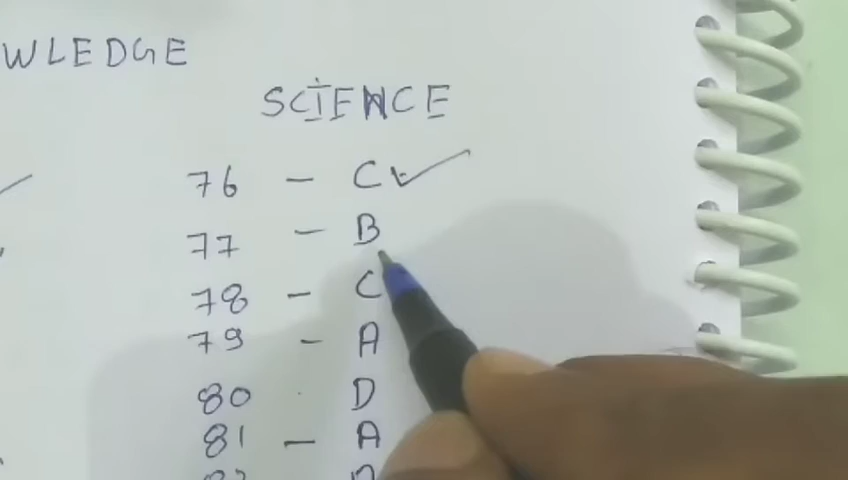 WLEDGE
SCIENCE
76 - C ✓
77 - B
78 - C
79 - A
80 D
81 - A